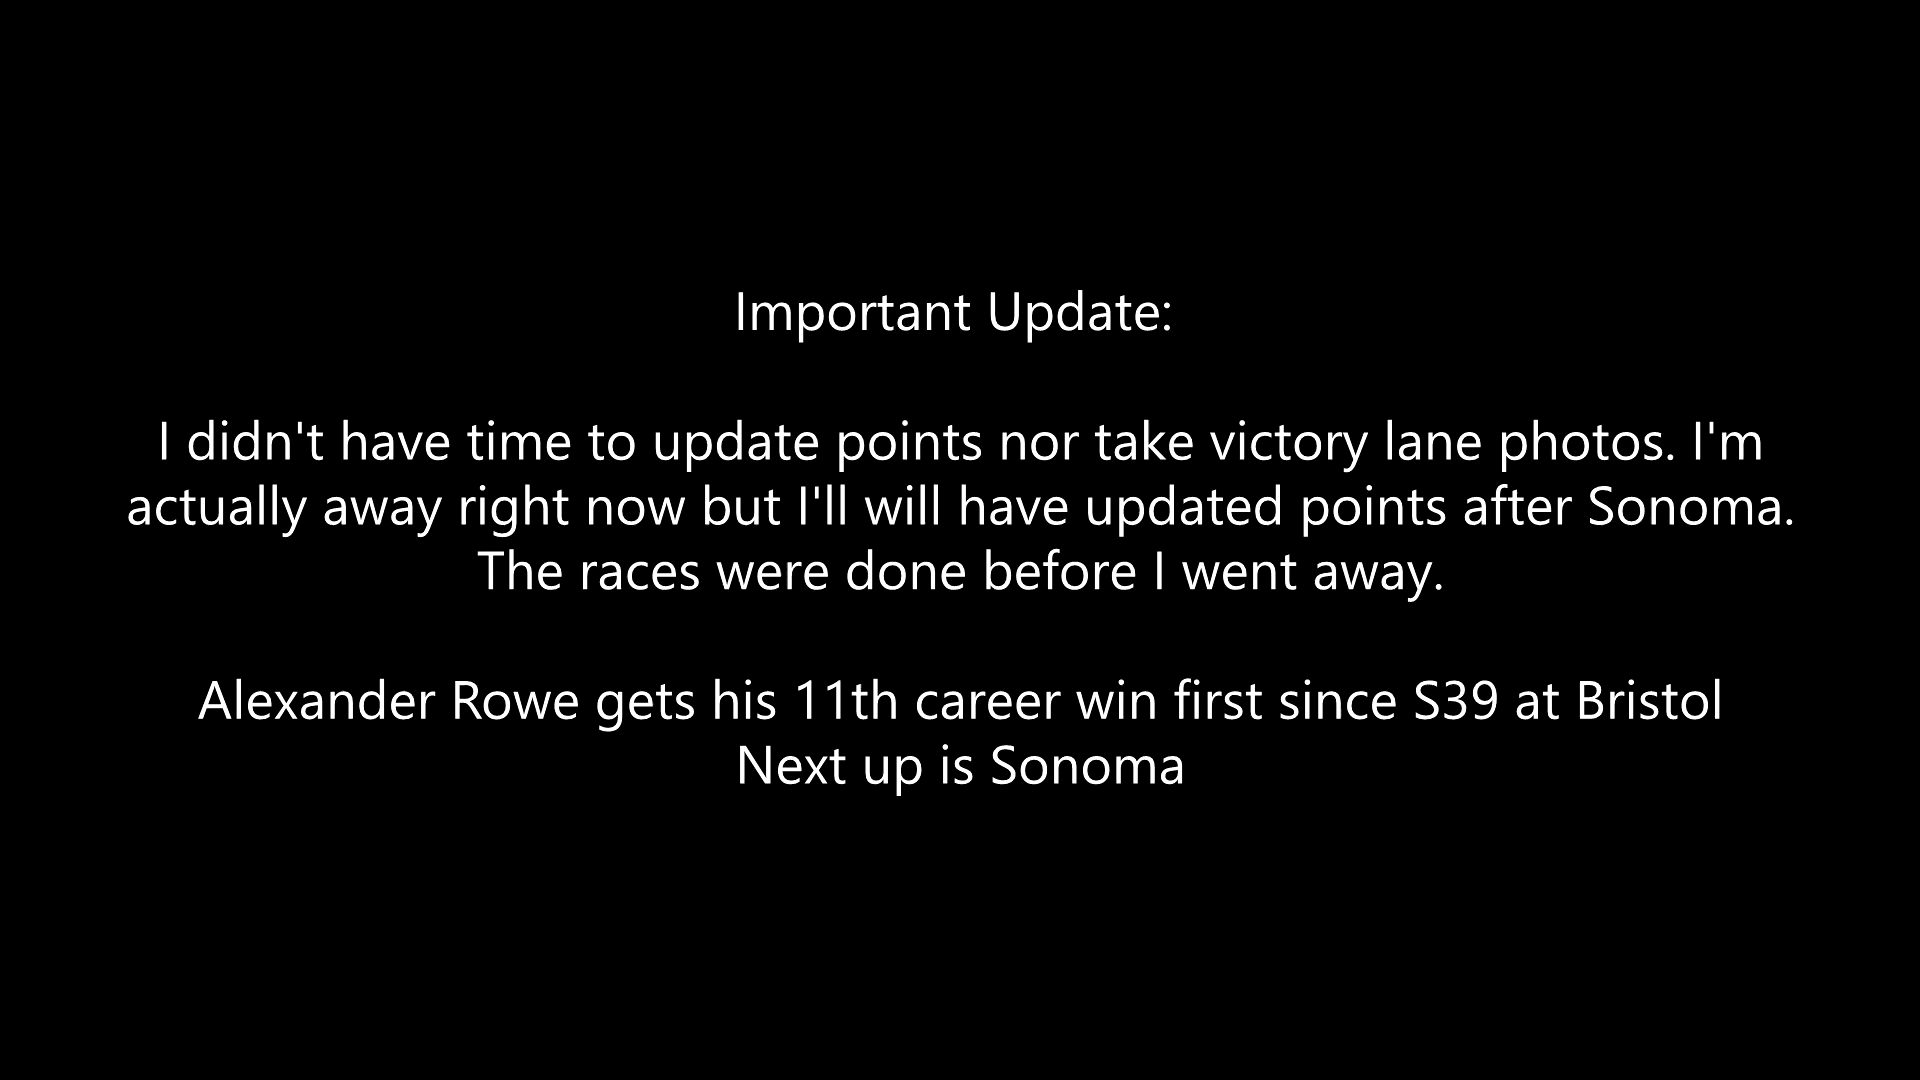 Important Update:
I didn't have time to update points nor take victory lane photos. I'm
actually away right now but I'll will have updated points after Sonoma.
The races were done before I went away.
Alexander Rowe gets his 11th career win first since S39 at Bristol
Next up is Sonoma